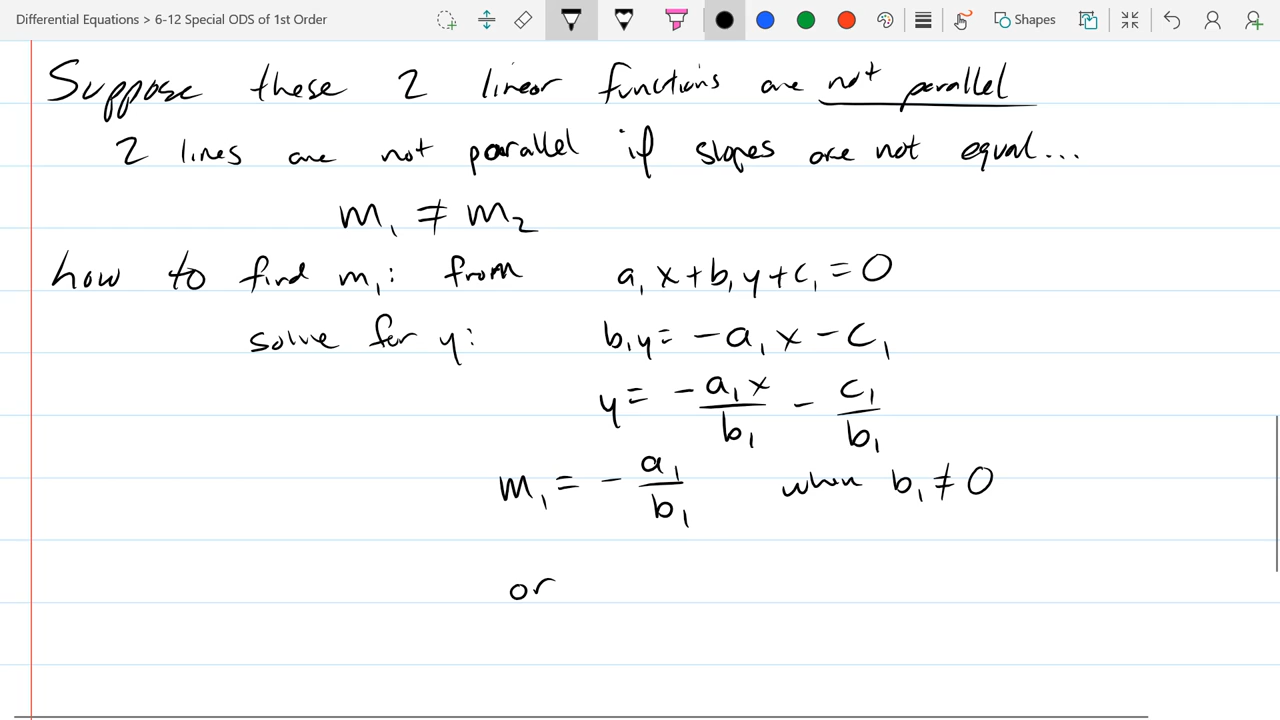 Differential Equations > 6-12 Special ODS of 1st Order
Shapes
Suppose these 2 linear functions are not parallel
2 lines are not parallel if slopes are not equal...
m₁ ≠ m₂
how to find m₁: from a₁x+b₁y+c₁=0
solve for y: b₁y= -a₁x - c₁
y= -a₁x/b₁ - c₁/b₁
m₁ = - a₁/b₁ when b₁ ≠ 0
or